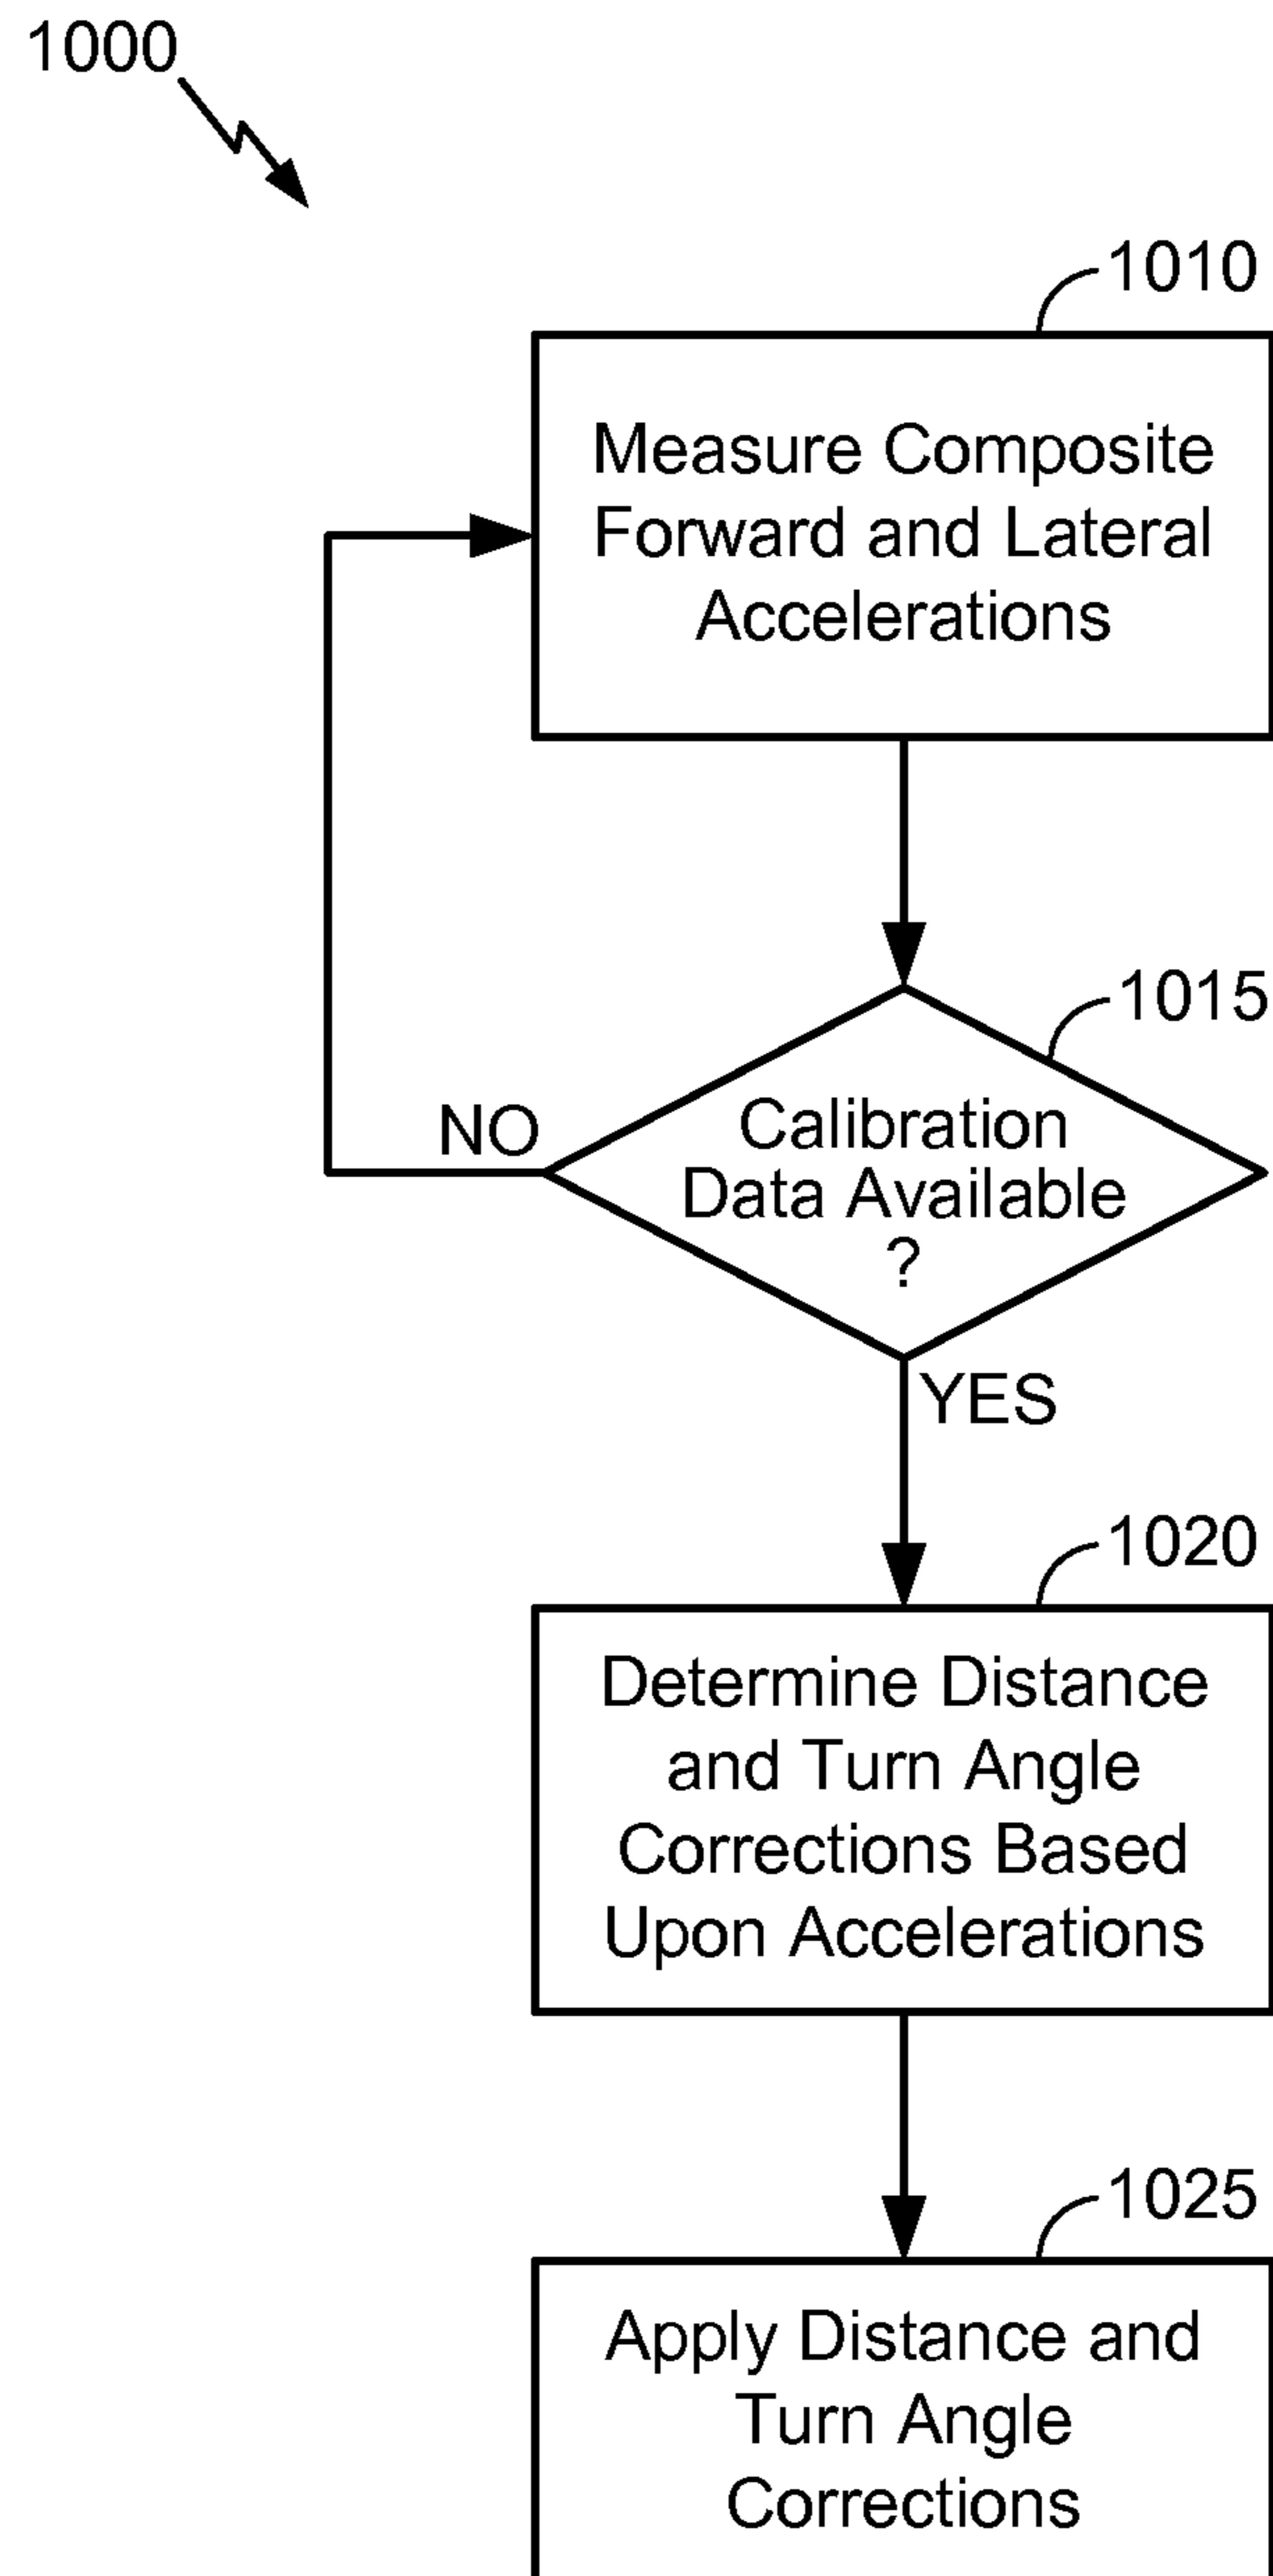 1000
1010
Measure Composite
Forward and Lateral
Accelerations
1015
NO
Calibration
Data Available
?
YES
1020
Determine Distance
and Turn Angle
Corrections Based
Upon Accelerations
1025
Apply Distance and
Turn Angle
Corrections